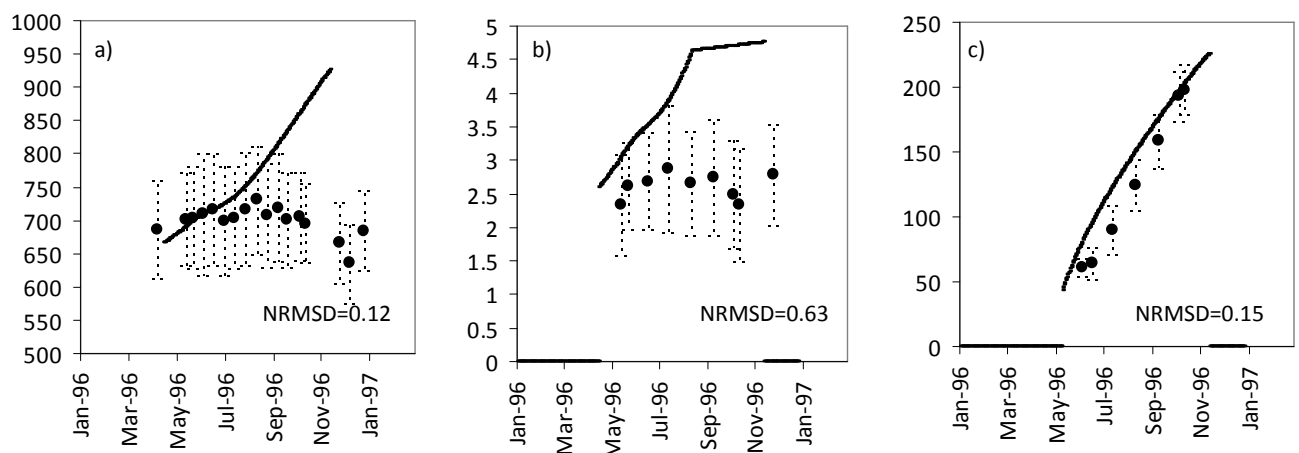 a)
1000
950
900
850
800
750
700
650
600
550
500
NRMSD=0.12
Jan-96
Mar-96
May-96
Jul-96
Sep-96
Nov-96
Jan-97
b)
5
4.5
4
3.5
3
2.5
2
1.5
1
0.5
0
NRMSD=0.63
Jan-96
Mar-96
May-96
Jul-96
Sep-96
Nov-96
Jan-97
c)
250
200
150
100
50
0
NRMSD=0.15
Jan-96
Mar-96
May-96
Jul-96
Sep-96
Nov-96
Jan-97